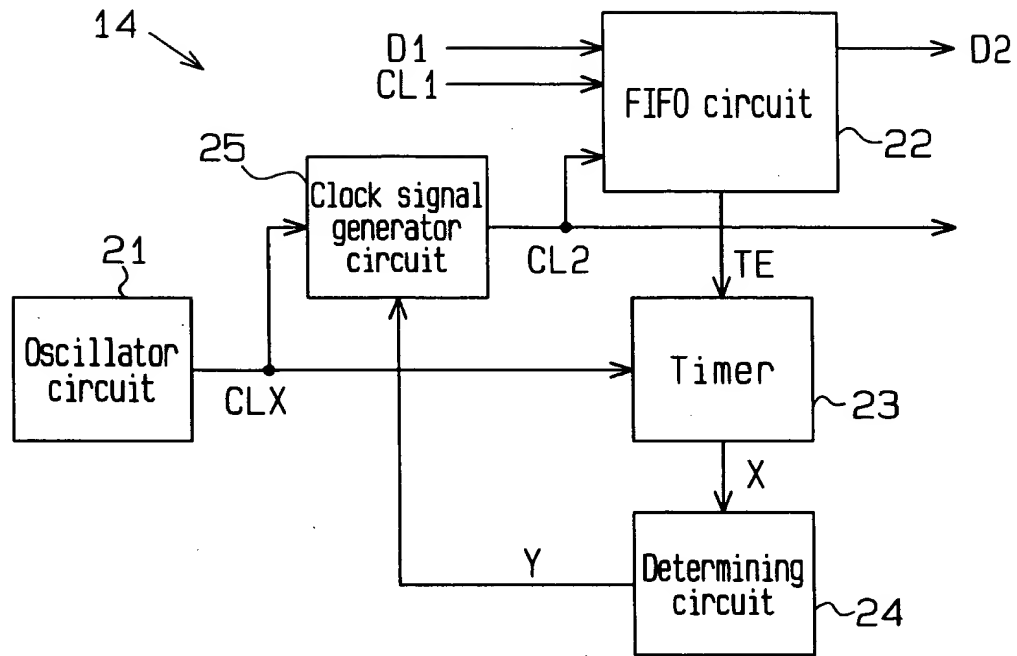 14
D1
CL1
FIFO circuit
D2
22
25
Clock signal
generator
circuit
CL2
TE
21
Oscillator
circuit
CLX
Timer
23
X
Y
Determining
circuit
24